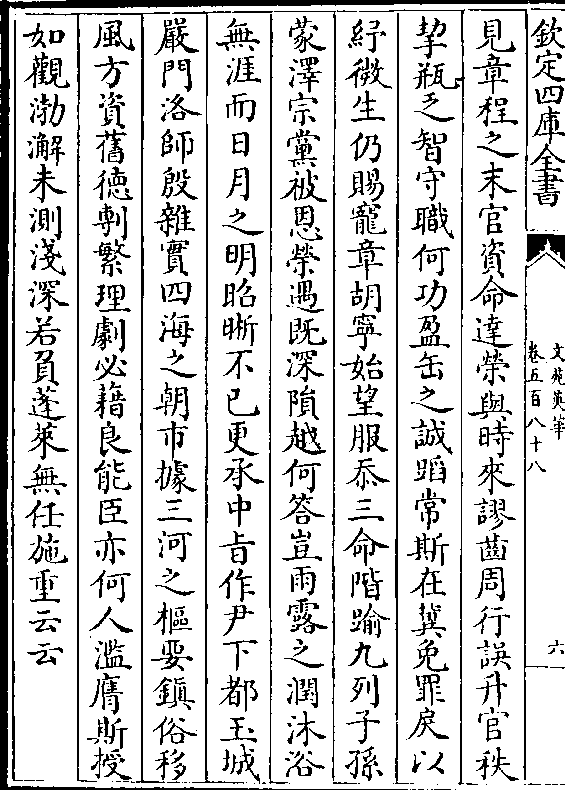 欽定四庫全書
文苑英華
卷五百八十八
六
見章程之末官資命達榮與時來謬齒周行誤升官秩
挈瓶之智守職何功盈缶之誠蹈常斯在冀免罪戾以
紓微生仍賜寵章胡寧始望服忝三命階踰九列子孫
蒙澤宗黨被恩榮遇既深隕越何答豈雨露之潤沐浴
無涯而日月之明昭晰不已更承中旨作尹下都玉城
嚴門洛師殷雜實四海之朝市據三河之樞要鎮俗移
風方資舊德剸繁理劇必藉良能臣亦何人濫膺斯授
如觀渤澥未測淺深若負蓬萊無任施重云云